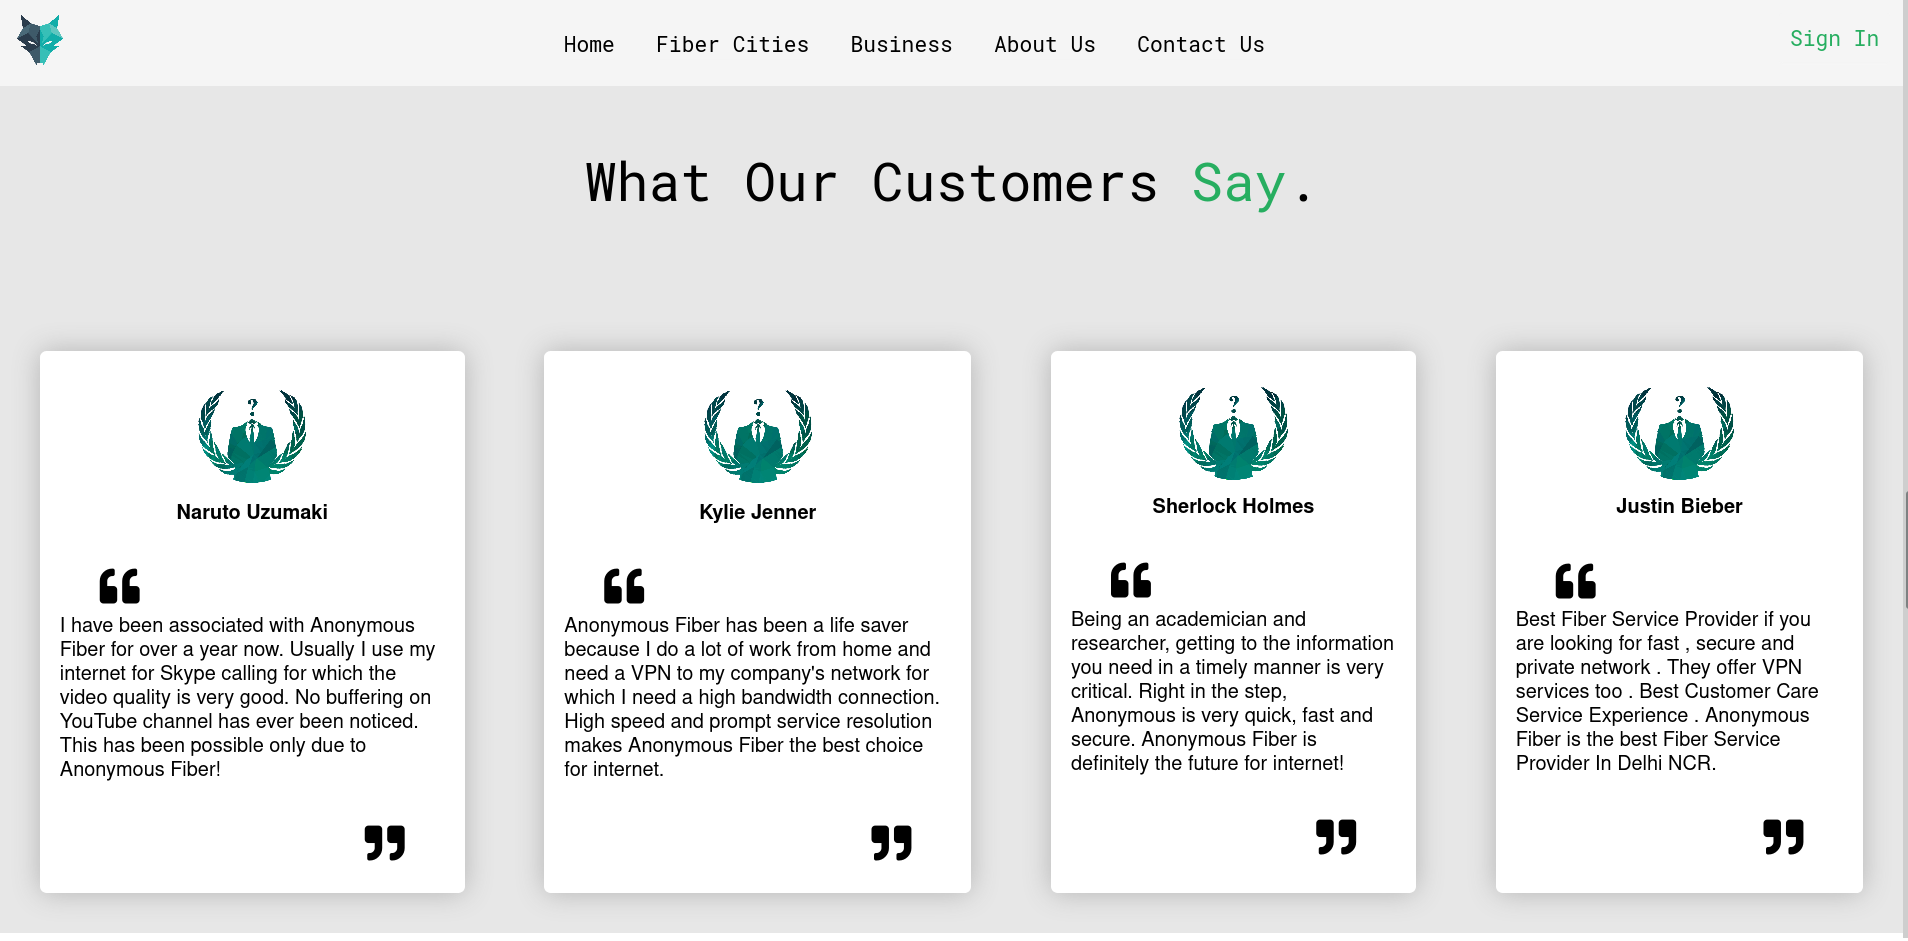 Home Fiber Cities Business About Us Contact Us Sign In
What Our Customers Say.
Naruto Uzumaki
“
I have been associated with Anonymous
Fiber for over a year now. Usually I use my
internet for Skype calling for which the
video quality is very good. No buffering on
YouTube channel has ever been noticed.
This has been possible only due to
Anonymous Fiber!
”
Kylie Jenner
“
Anonymous Fiber has been a life saver
because I do a lot of work from home and
need a VPN to my company's network for
which I need a high bandwidth connection.
High speed and prompt service resolution
makes Anonymous Fiber the best choice
for internet.
”
Sherlock Holmes
“
Being an academician and
researcher, getting to the information
you need in a timely manner is very
critical. Right in the step,
Anonymous is very quick, fast and
secure. Anonymous Fiber is
definitely the future for internet!
”
Justin Bieber
“
Best Fiber Service Provider if you
are looking for fast , secure and
private network . They offer VPN
services too . Best Customer Care
Service Experience . Anonymous
Fiber is the best Fiber Service
Provider In Delhi NCR.
”